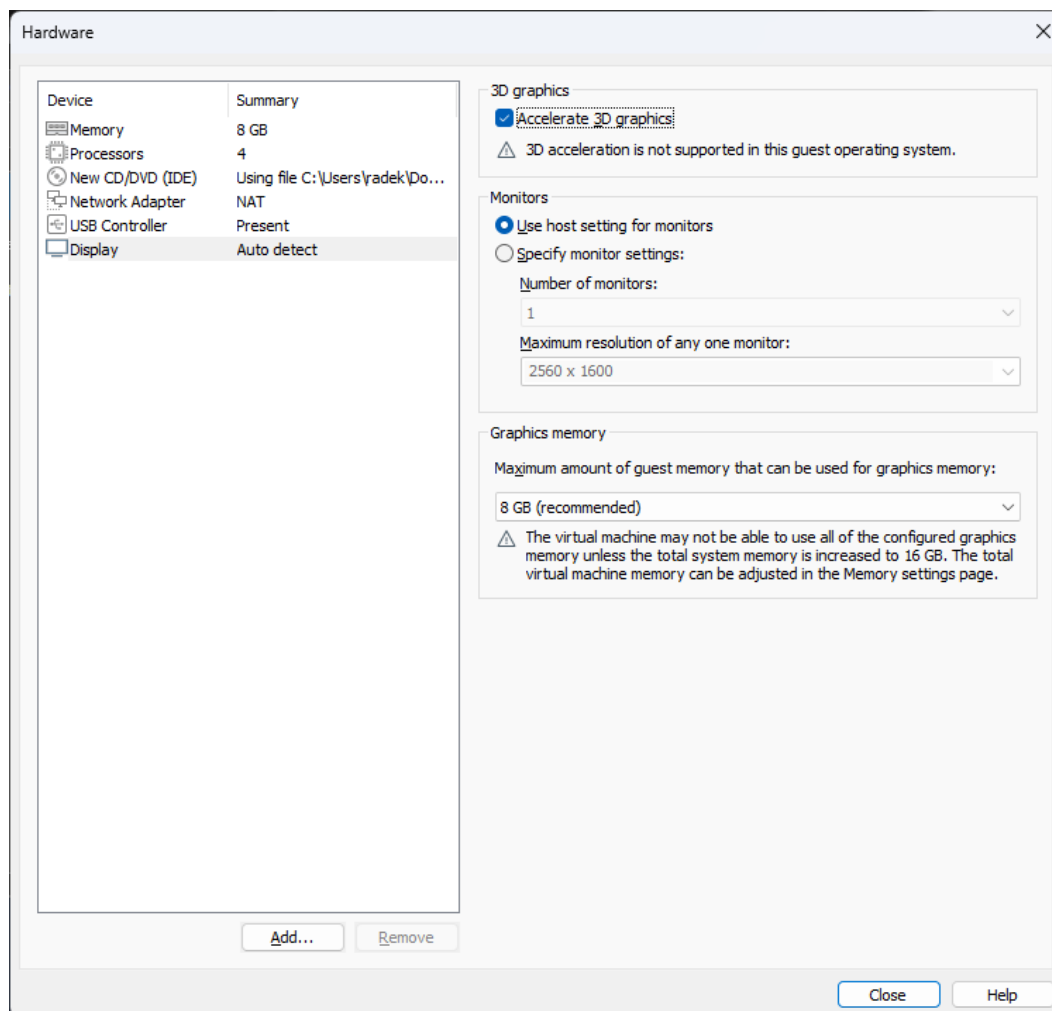 Hardware
Device Summary
Memory 8 GB
Processors 4
New CD/DVD (IDE) Using file C:\Users\radek\Do...
Network Adapter NAT
USB Controller Present
Display Auto detect
Add... Remove
3D graphics
Accelerate 3D graphics
3D acceleration is not supported in this guest operating system.
Monitors
Use host setting for monitors
Specify monitor settings:
Number of monitors:
1
Maximum resolution of any one monitor:
2560 x 1600
Graphics memory
Maximum amount of guest memory that can be used for graphics memory:
8 GB (recommended)
The virtual machine may not be able to use all of the configured graphics
memory unless the total system memory is increased to 16 GB. The total
virtual machine memory can be adjusted in the Memory settings page.
Close Help